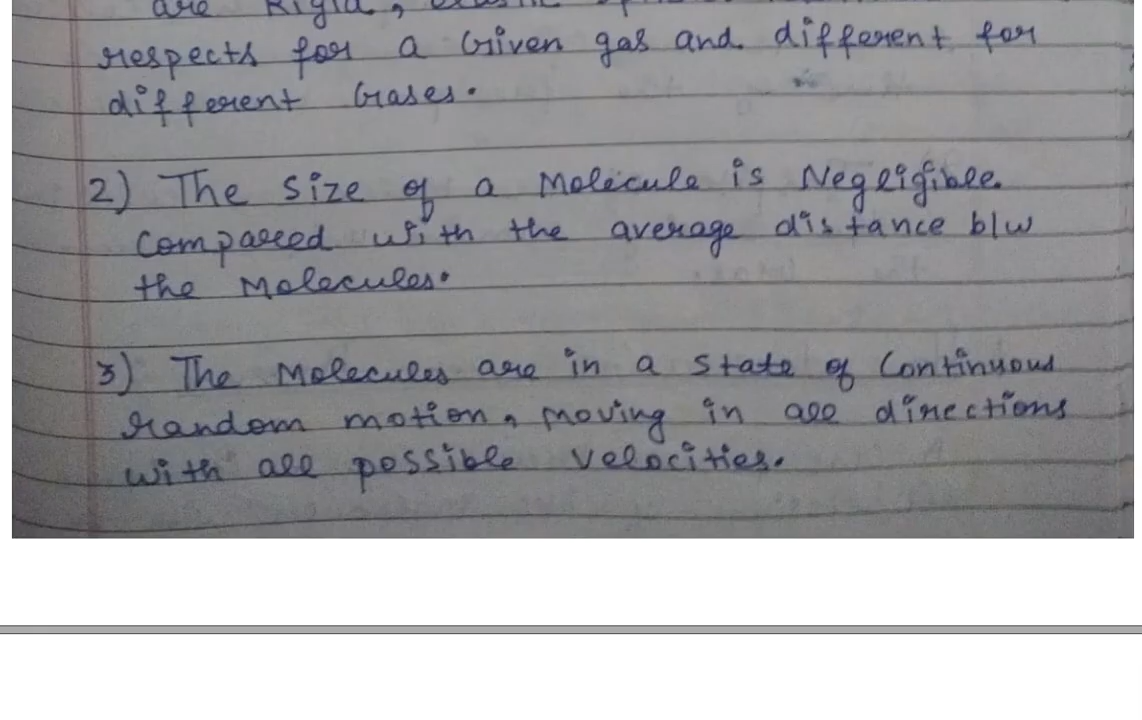 are Rigid,
respects for a Given gas and different for
different Gases.
2) The size of a Molecule is Negligible
Compared with the average distance b/w
the Molecules.
3) The Molecules are in a state of Continuous
random motion, moving in all directions
with all possible velocities.